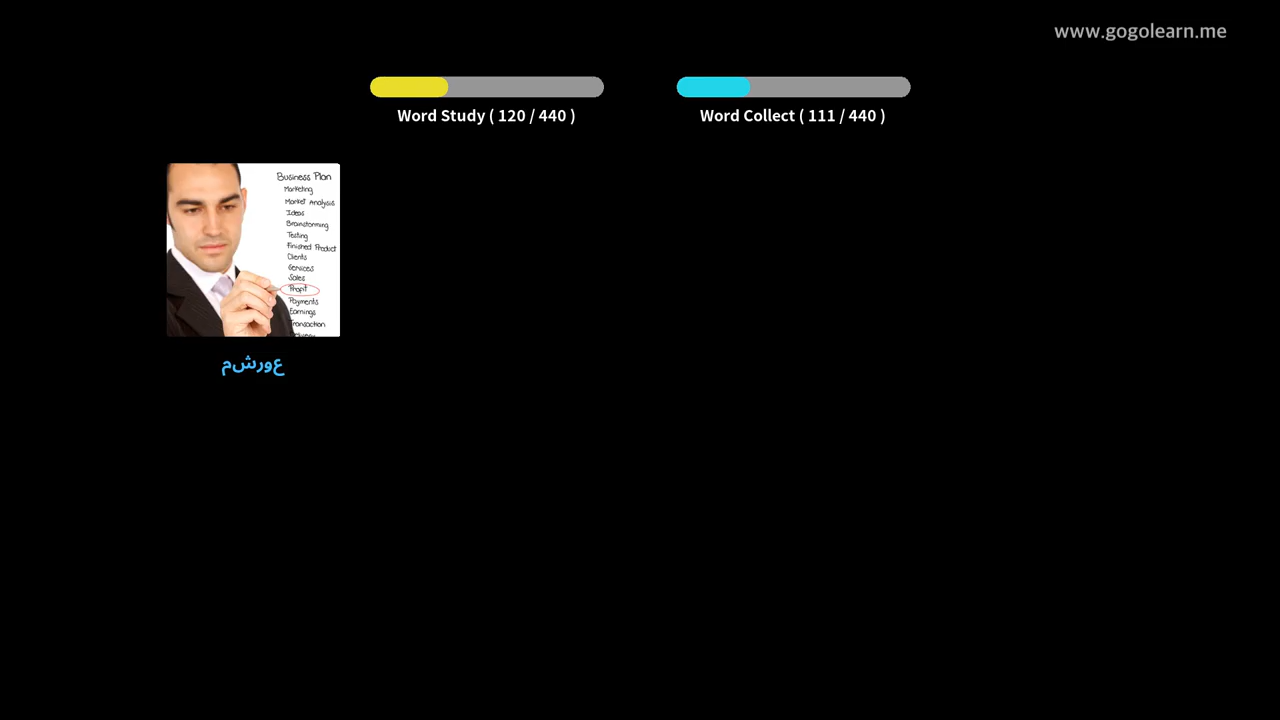 www.gogolearn.me
Word Study ( 120 / 440 )
Word Collect ( 111 / 440 )
Business Plan
Marketing
Market Analysis
Ideas
Brainstorming
Testing
Finished Product
Clients
Services
Sales
Profit
Payments
Earnings
Transaction
عورشم